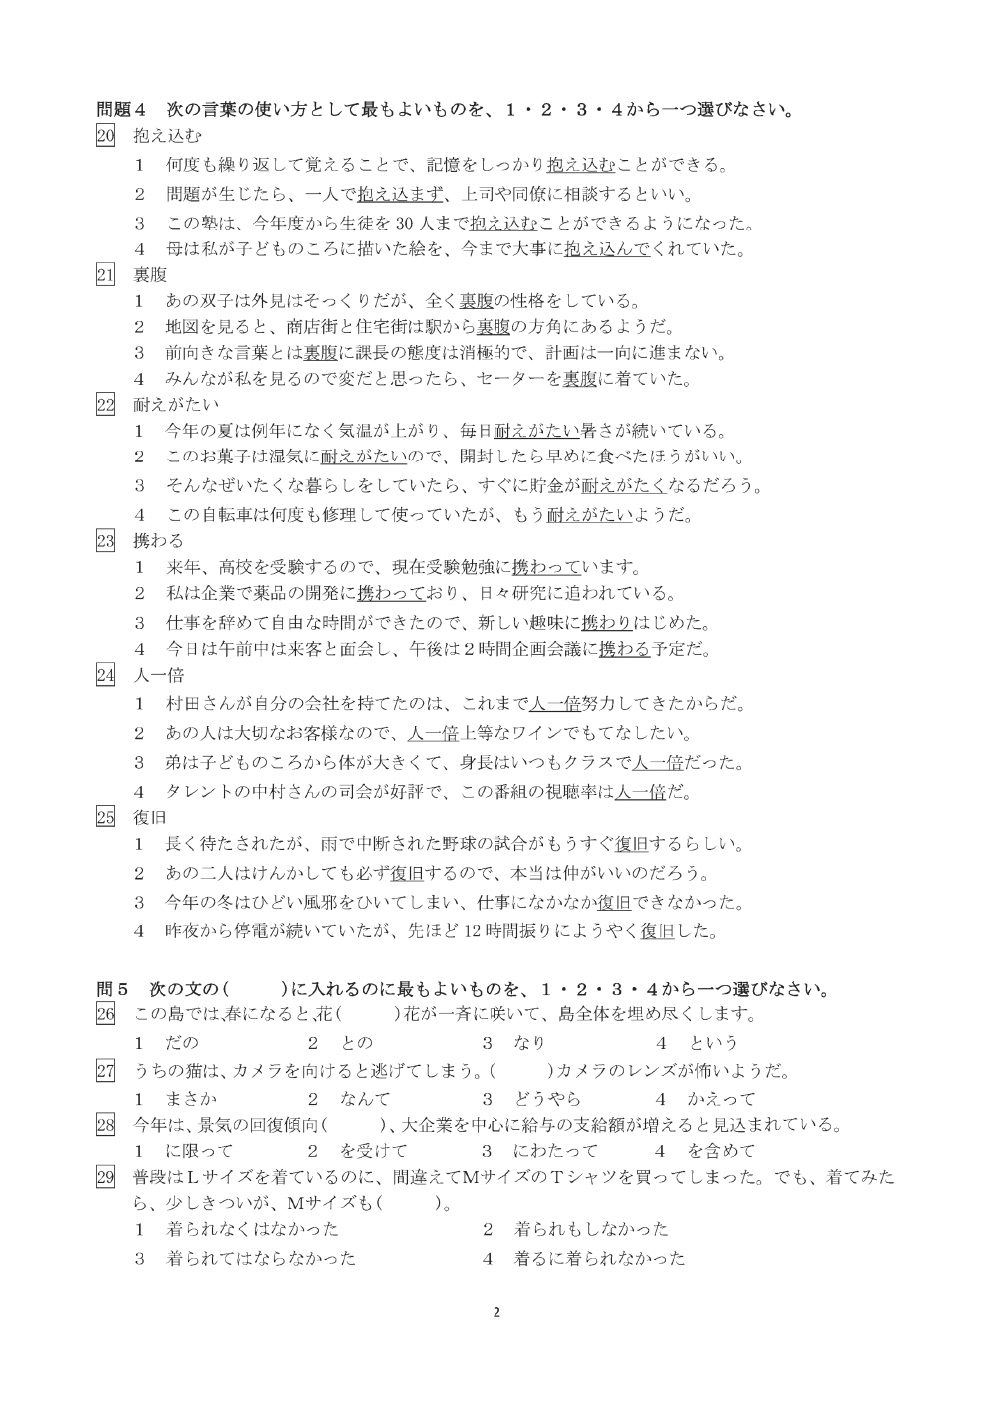 問題４　次の言葉の使い方として最もよいものを、１・２・３・４から一つ選びなさい。
20　抱え込む
1　何度も繰り返して覚えることで、記憶をしっかり抱え込むことができる。
2　問題が生じたら、一人で抱え込まず、上司や同僚に相談するといい。
3　この塾は、今年度から生徒を 30 人まで抱え込むことができるようになった。
4　母は私が子どものころに描いた絵を、今まで大事に抱え込んでくれていた。
21　裏腹
1　あの双子は外見はそっくりだが、全く裏腹の性格をしている。
2　地図を見ると、商店街と住宅街は駅から裏腹の方角にあるようだ。
3　前向きな言葉とは裏腹に課長の態度は消極的で、計画は一向に進まない。
4　みんなが私を見るので変だと思ったら、セーターを裏腹に着ていた。
22　耐えがたい
1　今年の夏は例年になく気温が上がり、毎日耐えがたい暑さが続いている。
2　このお菓子は湿気に耐えがたいので、開封したら早めに食べたほうがいい。
3　そんなぜいたくな暮らしをしていたら、すぐに貯金が耐えがたくなるだろう。
4　この自転車は何度も修理して使っていたが、もう耐えがたいようだ。
23　携わる
1　来年、高校を受験するので、現在受験勉強に携わっています。
2　私は企業で薬品の開発に携わっており、日々研究に追われている。
3　仕事を辞めて自由な時間ができたので、新しい趣味に携わりはじめた。
4　今日は午前中は来客と面会し、午後は２時間企画会議に携わる予定だ。
24　人一倍
1　村田さんが自分の会社を持てたのは、これまで人一倍努力してきたからだ。
2　あの人は大切なお客様なので、人一倍上等なワインでもてなしたい。
3　弟は子どものころから体が大きくて、身長はいつもクラスで人一倍だった。
4　タレントの中村さんの司会が好評で、この番組の視聴率は人一倍だ。
25　復旧
1　長く待たされたが、雨で中断された野球の試合がもうすぐ復旧するらしい。
2　あの二人はけんかしても必ず復旧するので、本当は仲がいいのだろう。
3　今年の冬はひどい風邪をひいてしまい、仕事になかなか復旧できなかった。
4　昨夜から停電が続いていたが、先ほど 12 時間振りにようやく復旧した。
問５　次の文の(　　　)に入れるのに最もよいものを、１・２・３・４から一つ選びなさい。
26　この島では、春になると、花(　　　)花が一斉に咲いて、島全体を埋め尽くします。
1　だの　2　との　3　なり　4　という
27　うちの猫は、カメラを向けると逃げてしまう。(　　　)カメラのレンズが怖いようだ。
1　まさか　2　なんて　3　どうやら　4　かえって
28　今年は、景気の回復傾向(　　　)、大企業を中心に給与の支給額が増えると見込まれている。
1　に限って　2　を受けて　3　にわたって　4　を含めて
29　普段はＬサイズを着ているのに、間違えてＭサイズのＴシャツを買ってしまった。でも、着てみた
ら、少しきついが、Ｍサイズも(　　　)。
1　着られなくはなかった　2　着られもしなかった
3　着られてはならなかった　4　着るに着られなかった
2